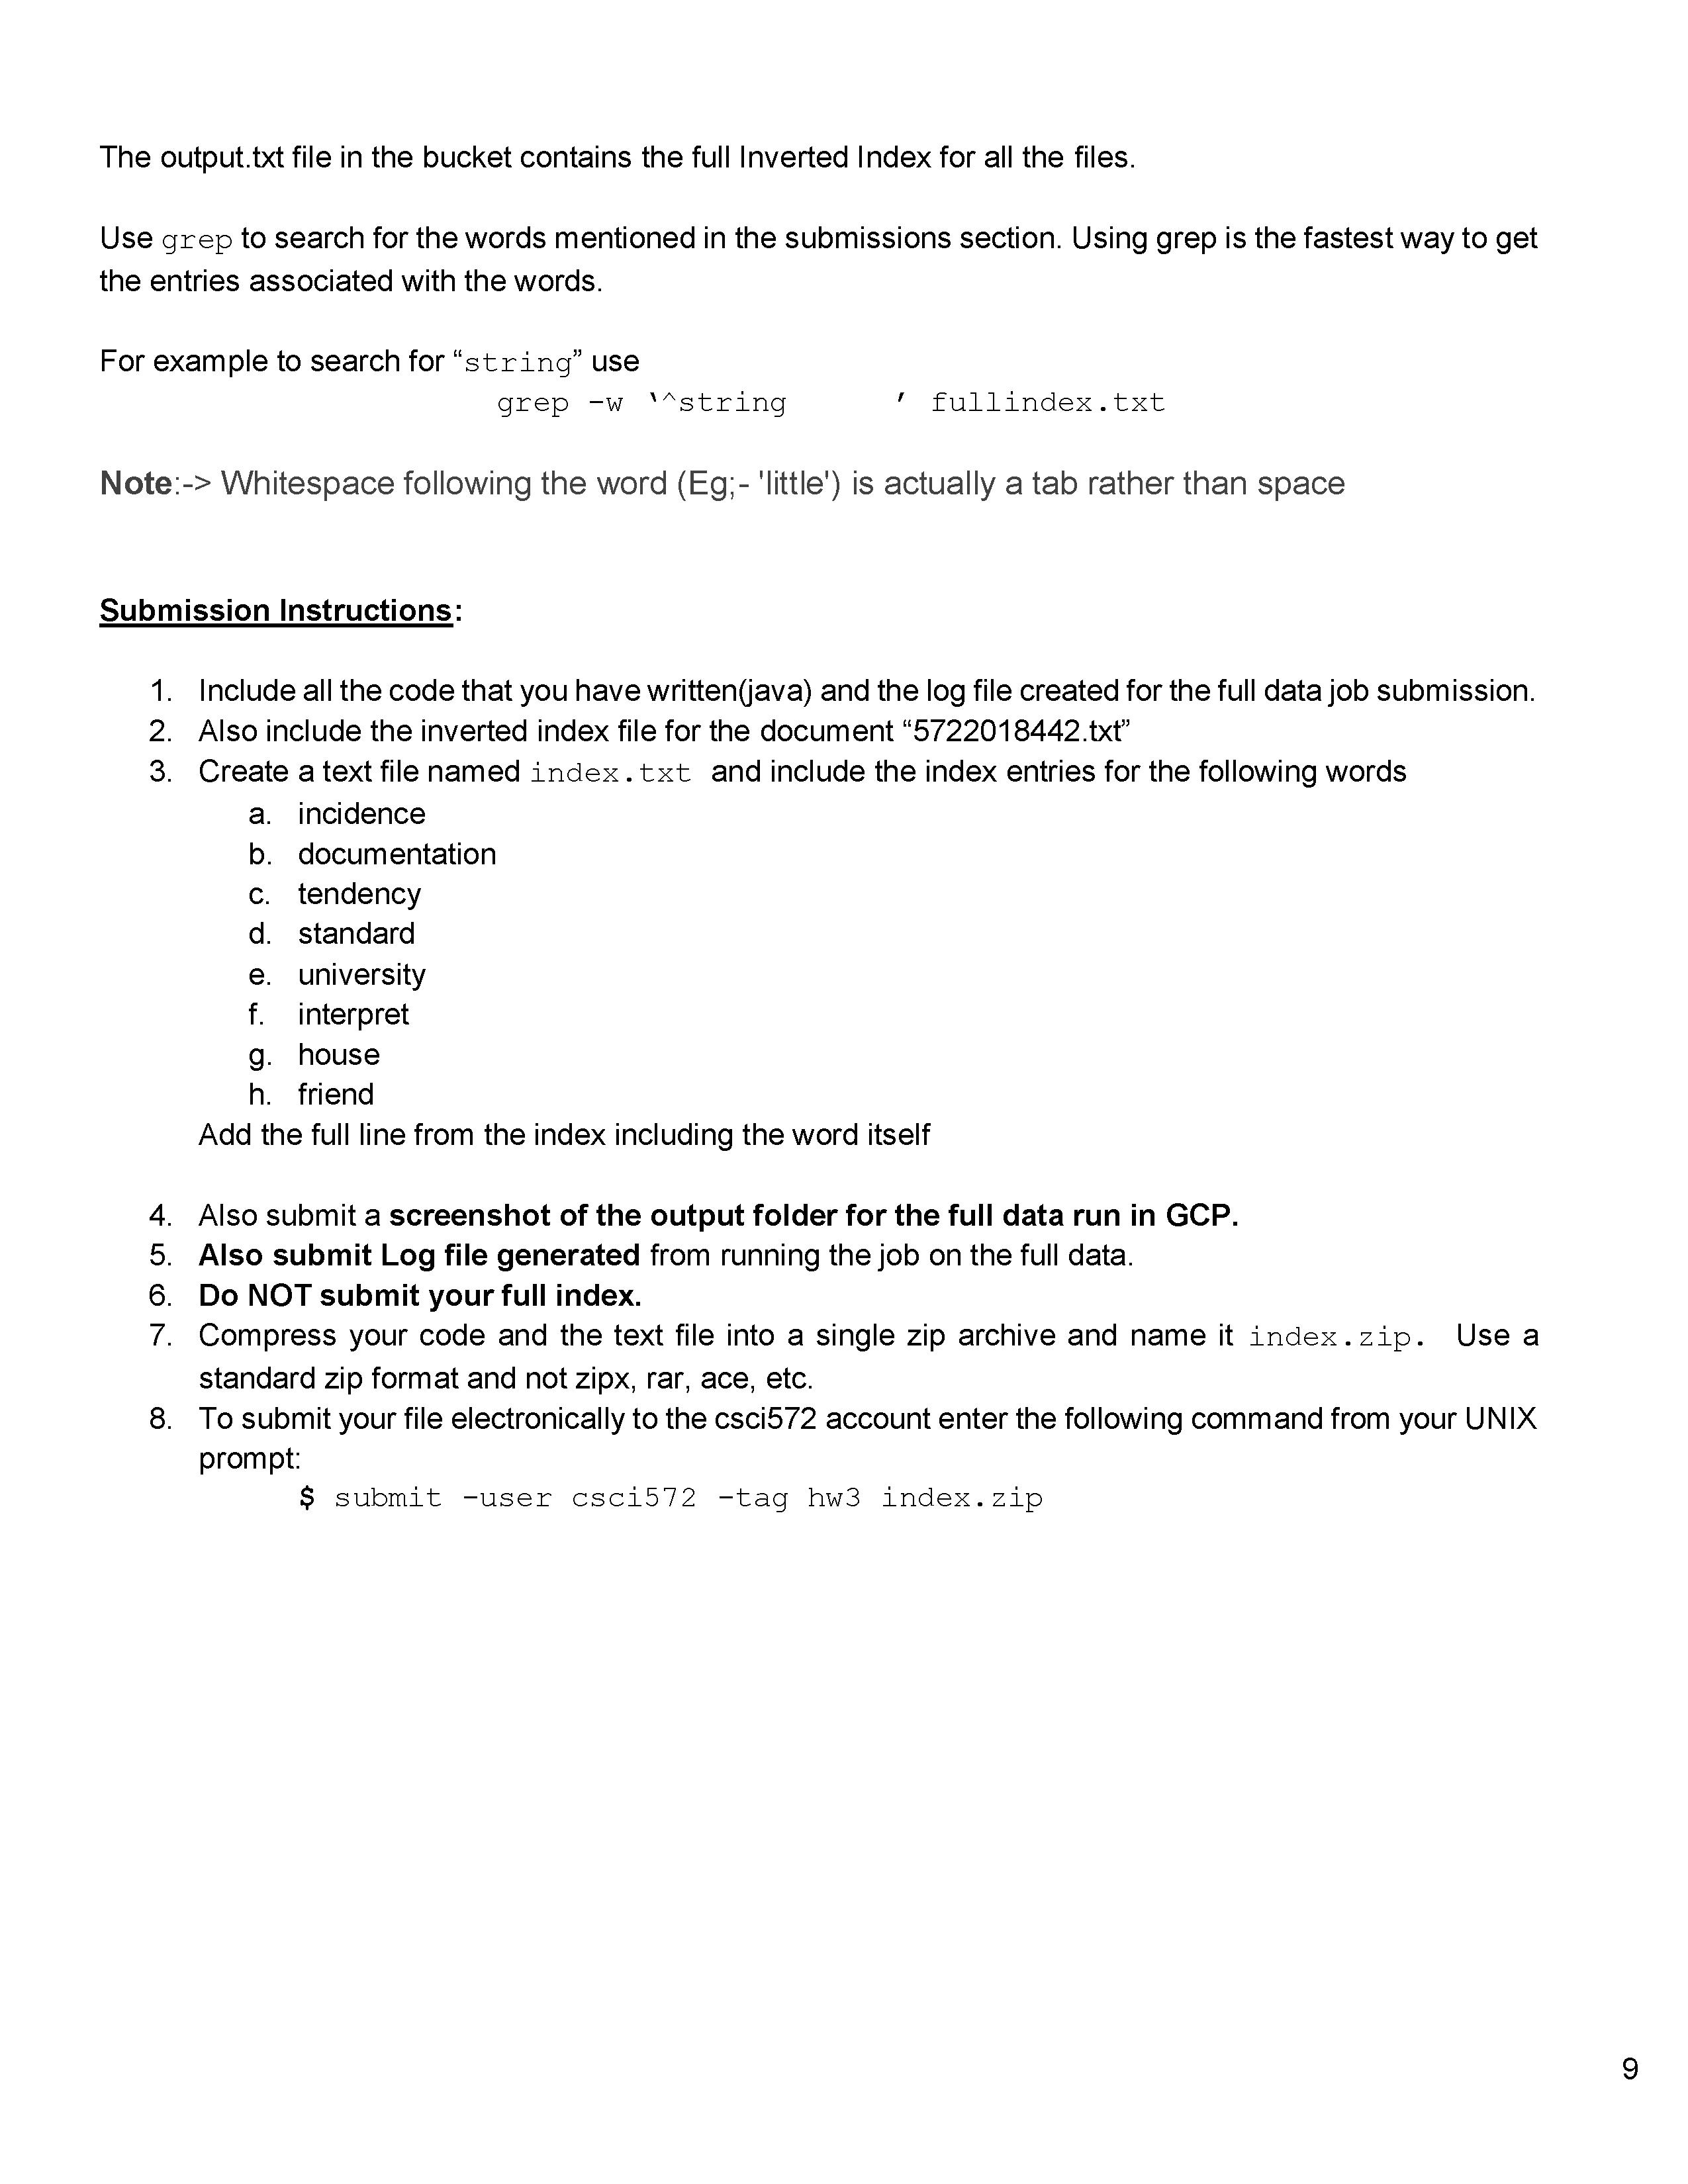 The output.txt file in the bucket contains the full Inverted Index for all the files.
Use grep to search for the words mentioned in the submissions section. Using grep is the fastest way to get
the entries associated with the words.
For example to search for “string” use
grep -w ‘^string ’ fullindex.txt
Note:-> Whitespace following the word (Eg;- 'little') is actually a tab rather than space
Submission Instructions:
1. Include all the code that you have written(java) and the log file created for the full data job submission.
2. Also include the inverted index file for the document “5722018442.txt”
3. Create a text file named index.txt and include the index entries for the following words
a. incidence
b. documentation
c. tendency
d. standard
e. university
f. interpret
g. house
h. friend
Add the full line from the index including the word itself
4. Also submit a screenshot of the output folder for the full data run in GCP.
5. Also submit Log file generated from running the job on the full data.
6. Do NOT submit your full index.
7. Compress your code and the text file into a single zip archive and name it index.zip. Use a
standard zip format and not zipx, rar, ace, etc.
8. To submit your file electronically to the csci572 account enter the following command from your UNIX
prompt:
$ submit -user csci572 -tag hw3 index.zip
9